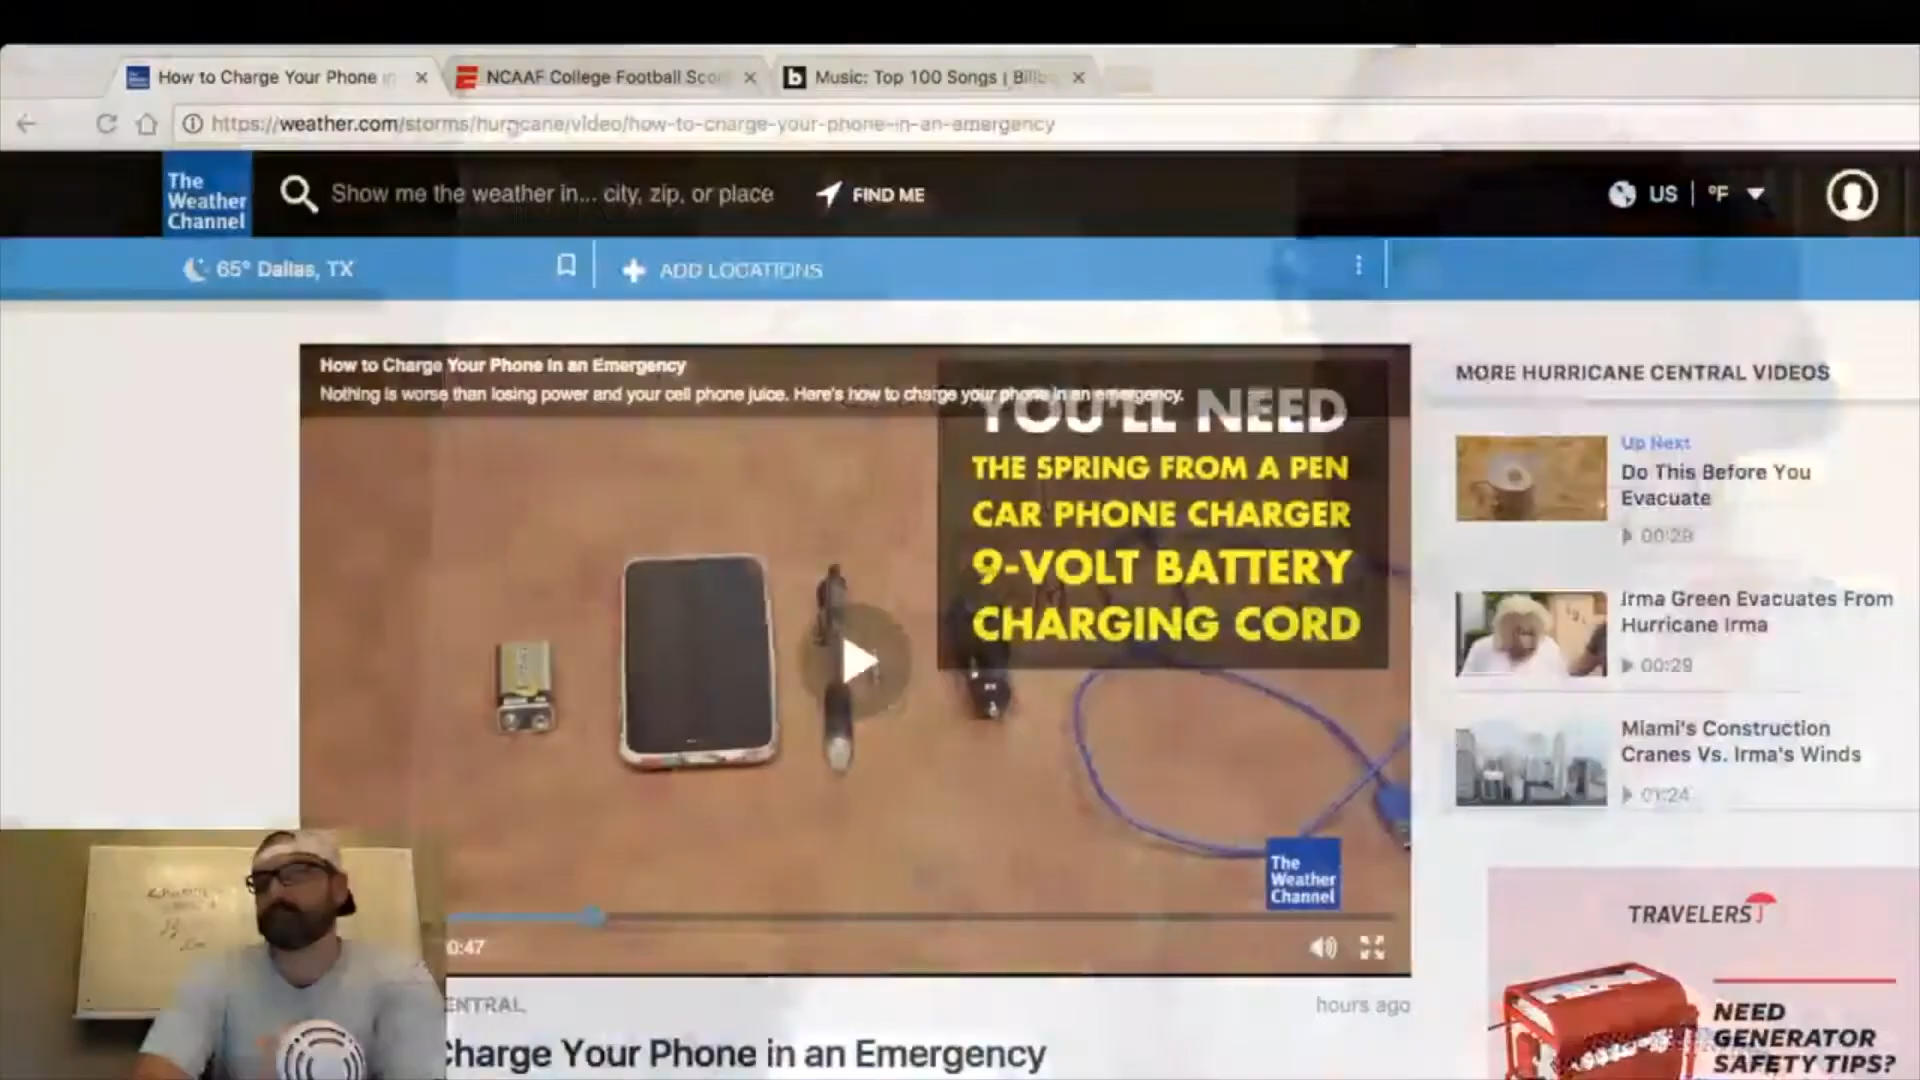 How to Charge Your Phone in
NCAAF College Football Sco
Music: Top 100 Songs | Billb
https://weather.com/storms/hurricane/video/how-to-charge-your-phone-in-an-emergency
The
Weather
Channel
Show me the weather in... city, zip, or place
FIND ME
US
°F
65° Dallas, TX
ADD LOCATIONS
How to Charge Your Phone in an Emergency
Nothing is worse than losing power and your cell phone juice. Here's how to charge your phone in an emergency.
YOU'LL NEED
THE SPRING FROM A PEN
CAR PHONE CHARGER
9-VOLT BATTERY
CHARGING CORD
The
Weather
Channel
0:47
ENTRAL
hours ago
Charge Your Phone in an Emergency
MORE HURRICANE CENTRAL VIDEOS
Up Next
Do This Before You
Evacuate
00:29
Irma Green Evacuates From
Hurricane Irma
00:29
Miami's Construction
Cranes Vs. Irma's Winds
01:24
TRAVELERS
NEED
GENERATOR
SAFETY TIPS?